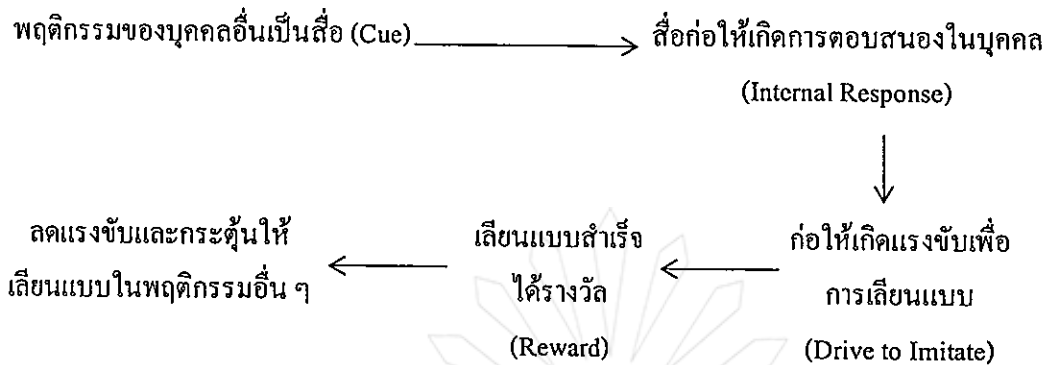 พฤติกรรมของบุคคลอื่นเป็นสื่อ (Cue)
สื่อก่อให้เกิดการตอบสนองในบุคคล
(Internal Response)
ก่อให้เกิดแรงขับเพื่อ
การเลียนแบบ
(Drive to Imitate)
เลียนแบบสำเร็จ
ได้รางวัล
(Reward)
ลดแรงขับและกระตุ้นให้
เลียนแบบในพฤติกรรมอื่น ๆ